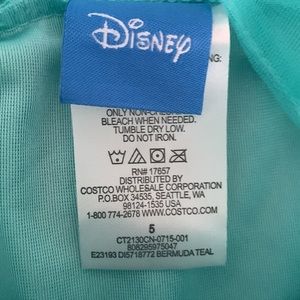 Disney
NG:
ONLY NON-CHLORINE
BLEACH WHEN NEEDED.
TUMBLE DRY LOW.
DO NOT IRON.
RN# 17657
DISTRIBUTED BY
COSTCO WHOLESALE CORPORATION
P.O.BOX 34535, SEATTLE, WA
98124-1535 USA
1-800 774-2678 WWW.COSTCO.COM
5
CT2130CN-0715-001
808295975047
E23193 DI5718772 BERMUDA TEAL